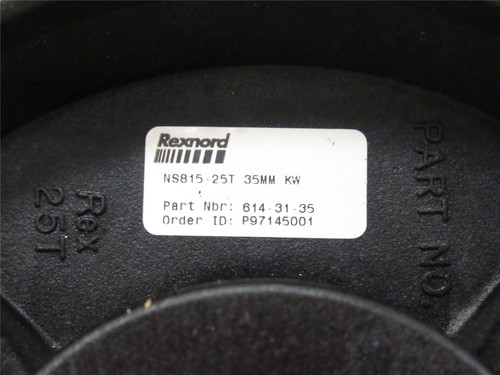 Rexnord
NS815-25T 35MM KW
Part Nbr: 614-31-35
Order ID: P97145001
Rex
25T
PART NO.